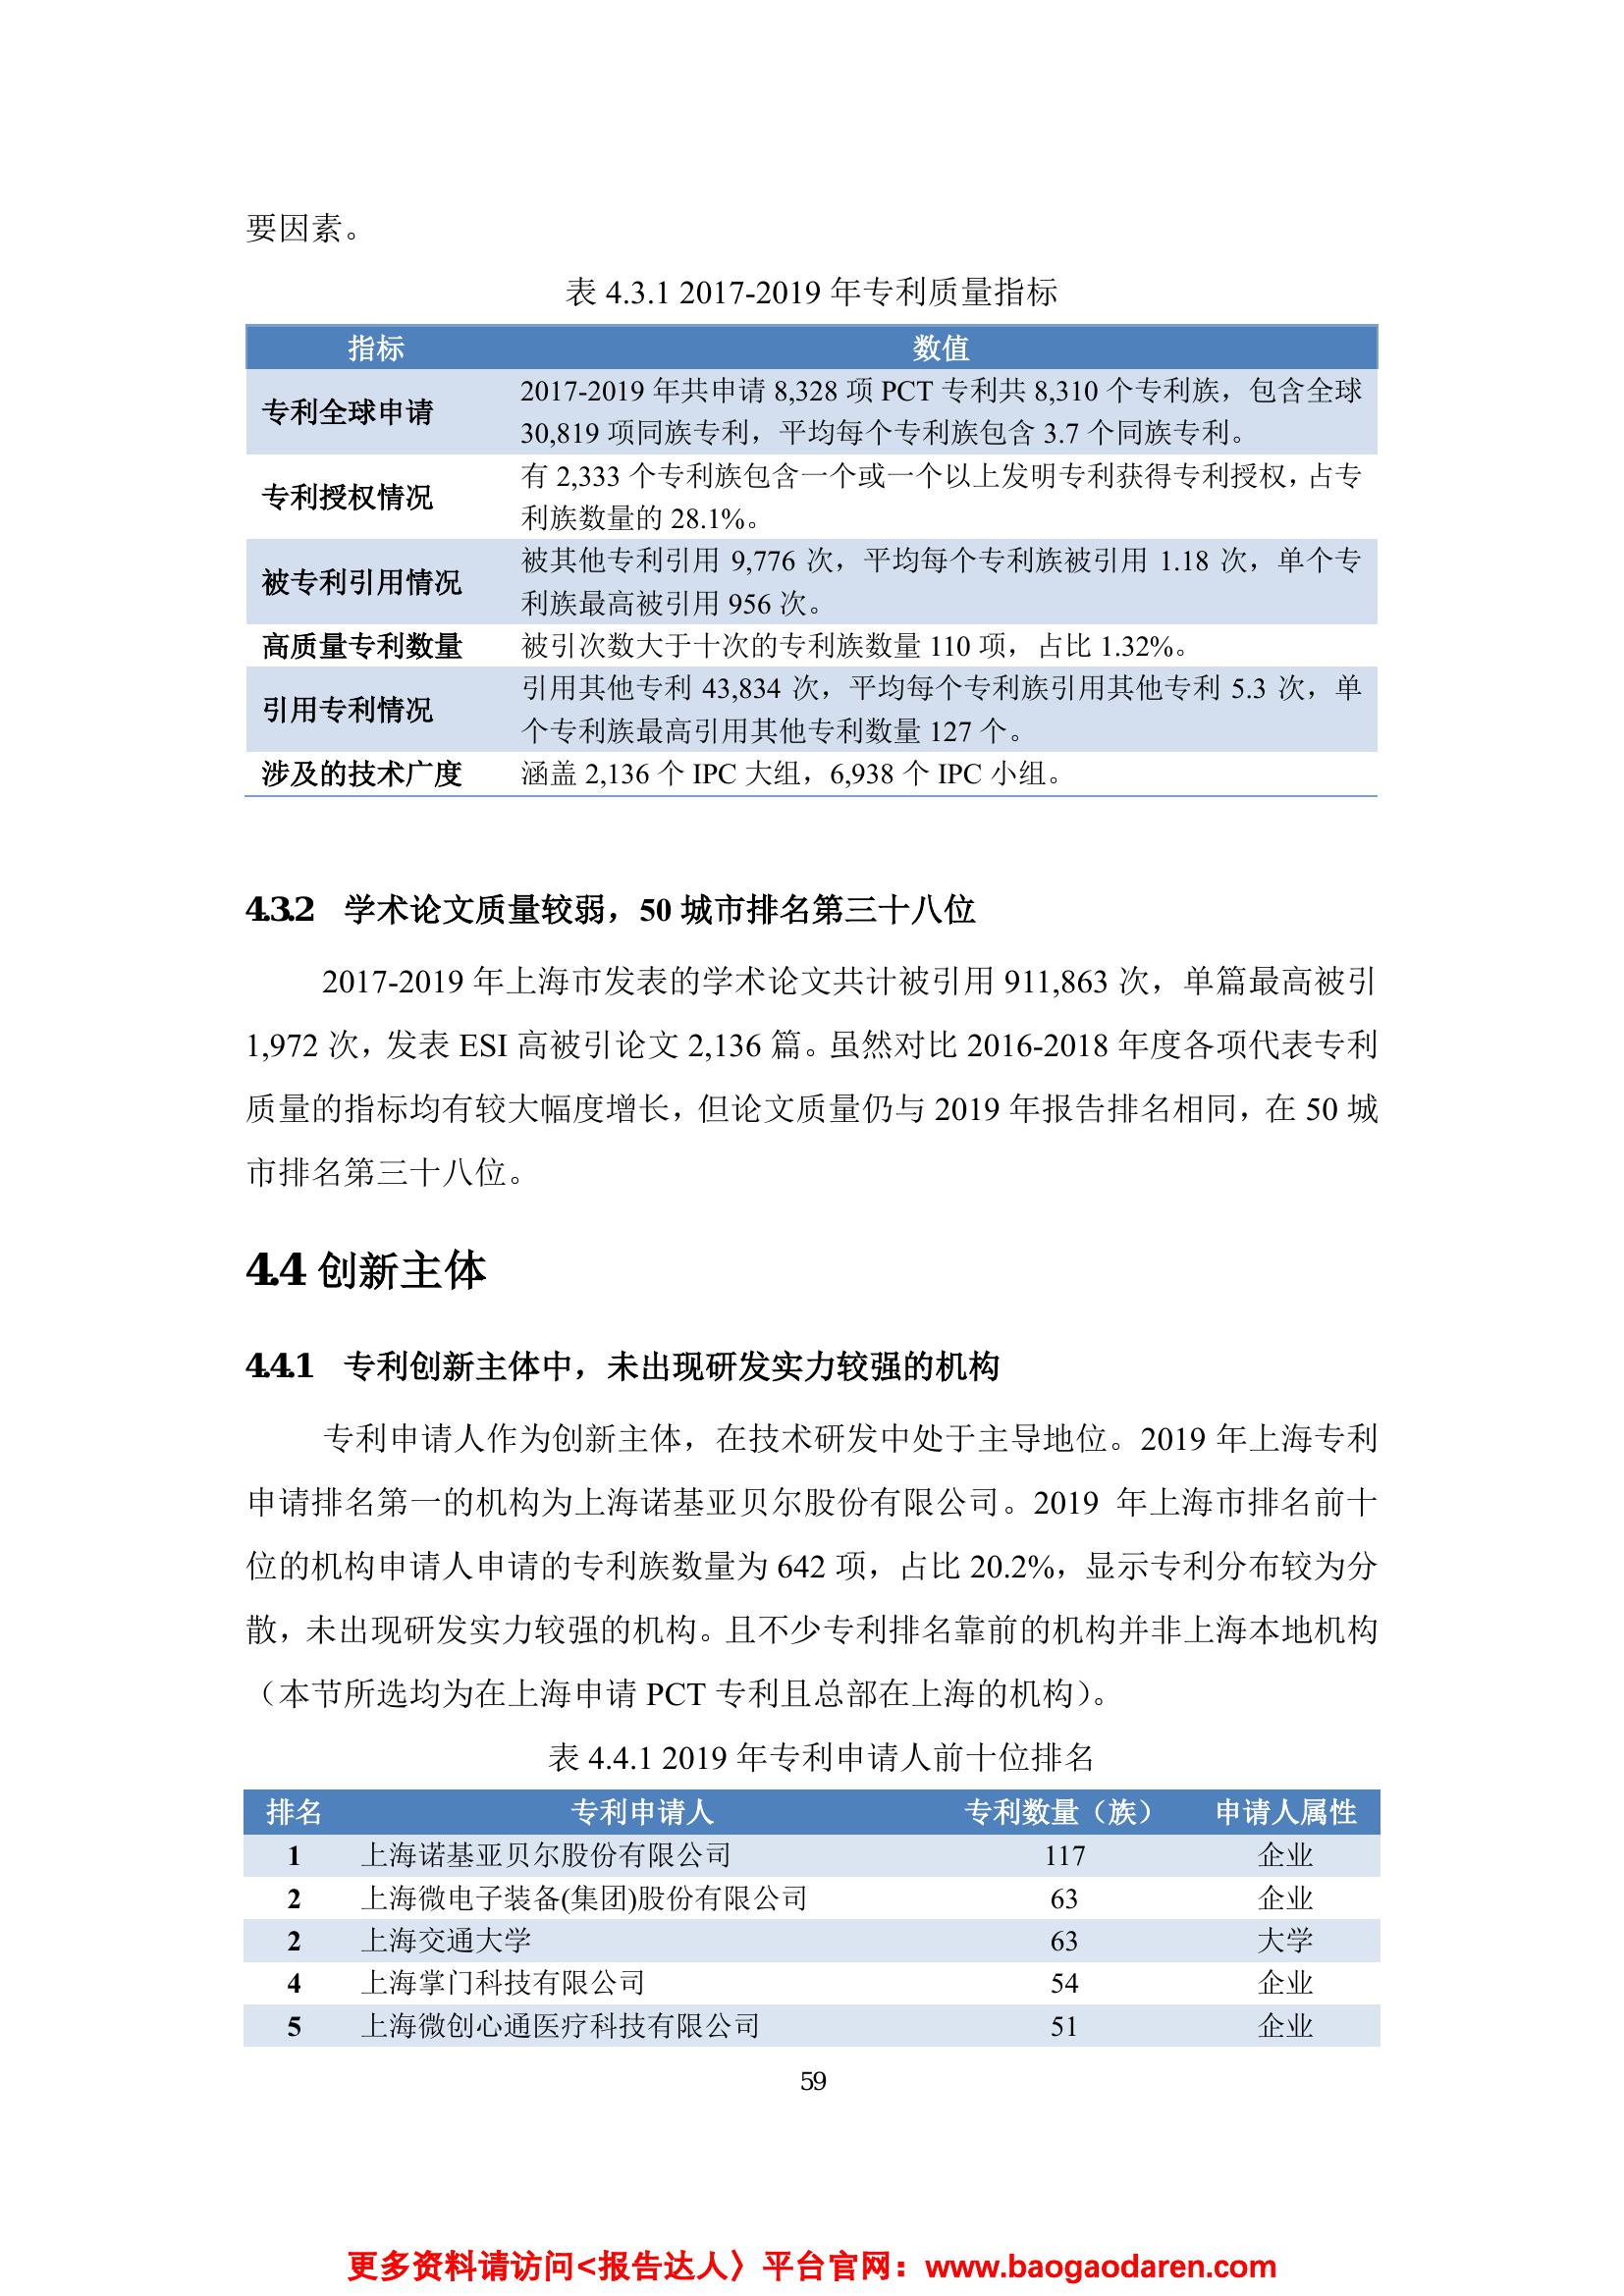 要因素。
表 4.3.1 2017-2019 年专利质量指标
指标 数值
专利全球申请 2017-2019 年共申请 8,328 项 PCT 专利共 8,310 个专利族，包含全球
30,819 项同族专利，平均每个专利族包含 3.7 个同族专利。
专利授权情况 有 2,333 个专利族包含一个或一个以上发明专利获得专利授权，占专
利族数量的 28.1%。
被专利引用情况 被其他专利引用 9,776 次，平均每个专利族被引用 1.18 次，单个专
利族最高被引用 956 次。
高质量专利数量 被引次数大于十次的专利族数量 110 项，占比 1.32%。
引用专利情况 引用其他专利 43,834 次，平均每个专利族引用其他专利 5.3 次，单
个专利族最高引用其他专利数量 127 个。
涉及的技术广度 涵盖 2,136 个 IPC 大组，6,938 个 IPC 小组。
4.3.2 学术论文质量较弱，50 城市排名第三十八位
2017-2019 年上海市发表的学术论文共计被引用 911,863 次，单篇最高被引
1,972 次，发表 ESI 高被引论文 2,136 篇。虽然对比 2016-2018 年度各项代表专利
质量的指标均有较大幅度增长，但论文质量仍与 2019 年报告排名相同，在 50 城
市排名第三十八位。
4.4 创新主体
4.4.1 专利创新主体中，未出现研发实力较强的机构
专利申请人作为创新主体，在技术研发中处于主导地位。2019 年上海专利
申请排名第一的机构为上海诺基亚贝尔股份有限公司。2019 年上海市排名前十
位的机构申请人申请的专利族数量为 642 项，占比 20.2%，显示专利分布较为分
散，未出现研发实力较强的机构。且不少专利排名靠前的机构并非上海本地机构
（本节所选均为在上海申请 PCT 专利且总部在上海的机构）。
表 4.4.1 2019 年专利申请人前十位排名
排名 专利申请人 专利数量（族） 申请人属性
1 上海诺基亚贝尔股份有限公司 117 企业
2 上海微电子装备(集团)股份有限公司 63 企业
2 上海交通大学 63 大学
4 上海掌门科技有限公司 54 企业
5 上海微创心通医疗科技有限公司 51 企业
59
更多资料请访问<报告达人〉平台官网：www.baogaodaren.com